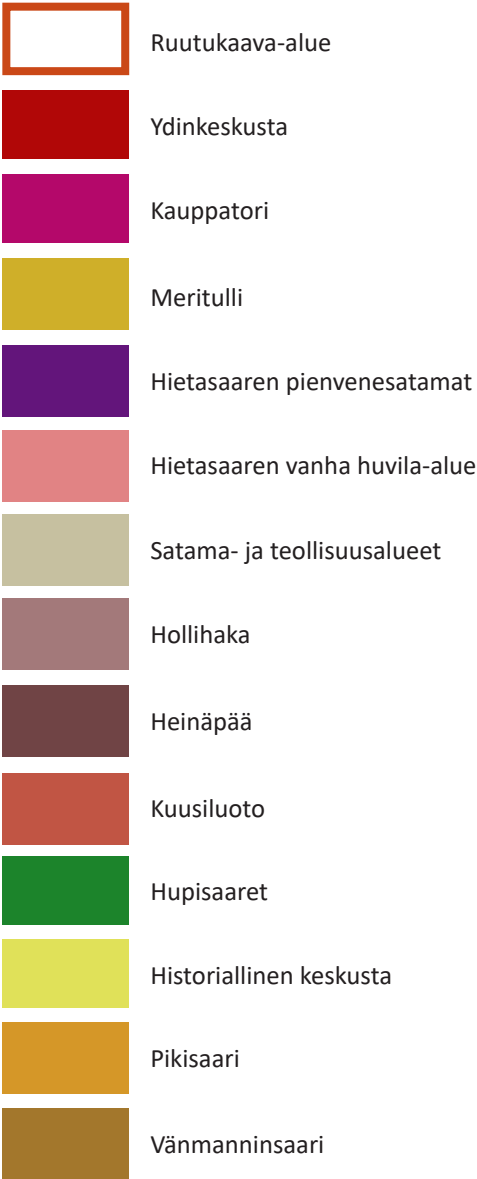 Ruutukaava-alue
Ydinkeskusta
Kauppatori
Meritulli
Hietasaaren pienvenesatamat
Hietasaaren vanha huvila-alue
Satama- ja teollisuusalueet
Hollihaka
Heinäpää
Kuusiluoto
Hupisaaret
Historiallinen keskusta
Pikisaari
Vänmanninsaari